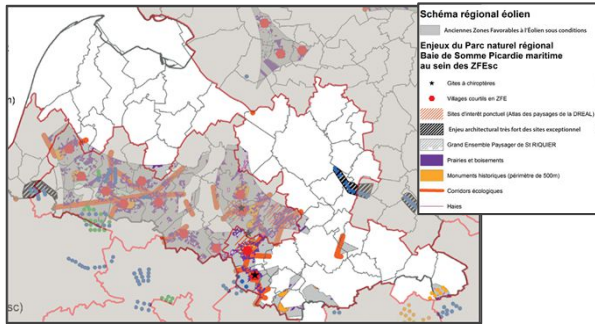 Schéma régional éolien
Anciennes Zones Favorables à l'Éolien sous conditions
Enjeux du Parc naturel régional
Baie de Somme Picardie maritime
au sein des ZFEsc
Gîtes à chiroptères
Villages courtils en ZFE
Sites d'intérêt ponctuel (Atlas des paysages de la DREAL)
Enjeu architectural très fort des sites exceptionnel
Grand Ensemble Paysager de St RIQUIER
Prairies et boisements
Monuments historiques (périmètre de 500m)
Corridors écologiques
Haies
sc)